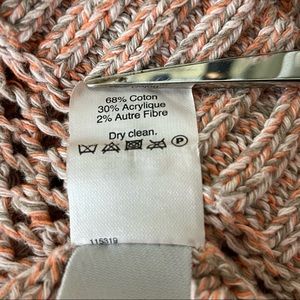 68% Coton
30% Acrylique
2% Autre Fibre
Dry clean.
P
115319